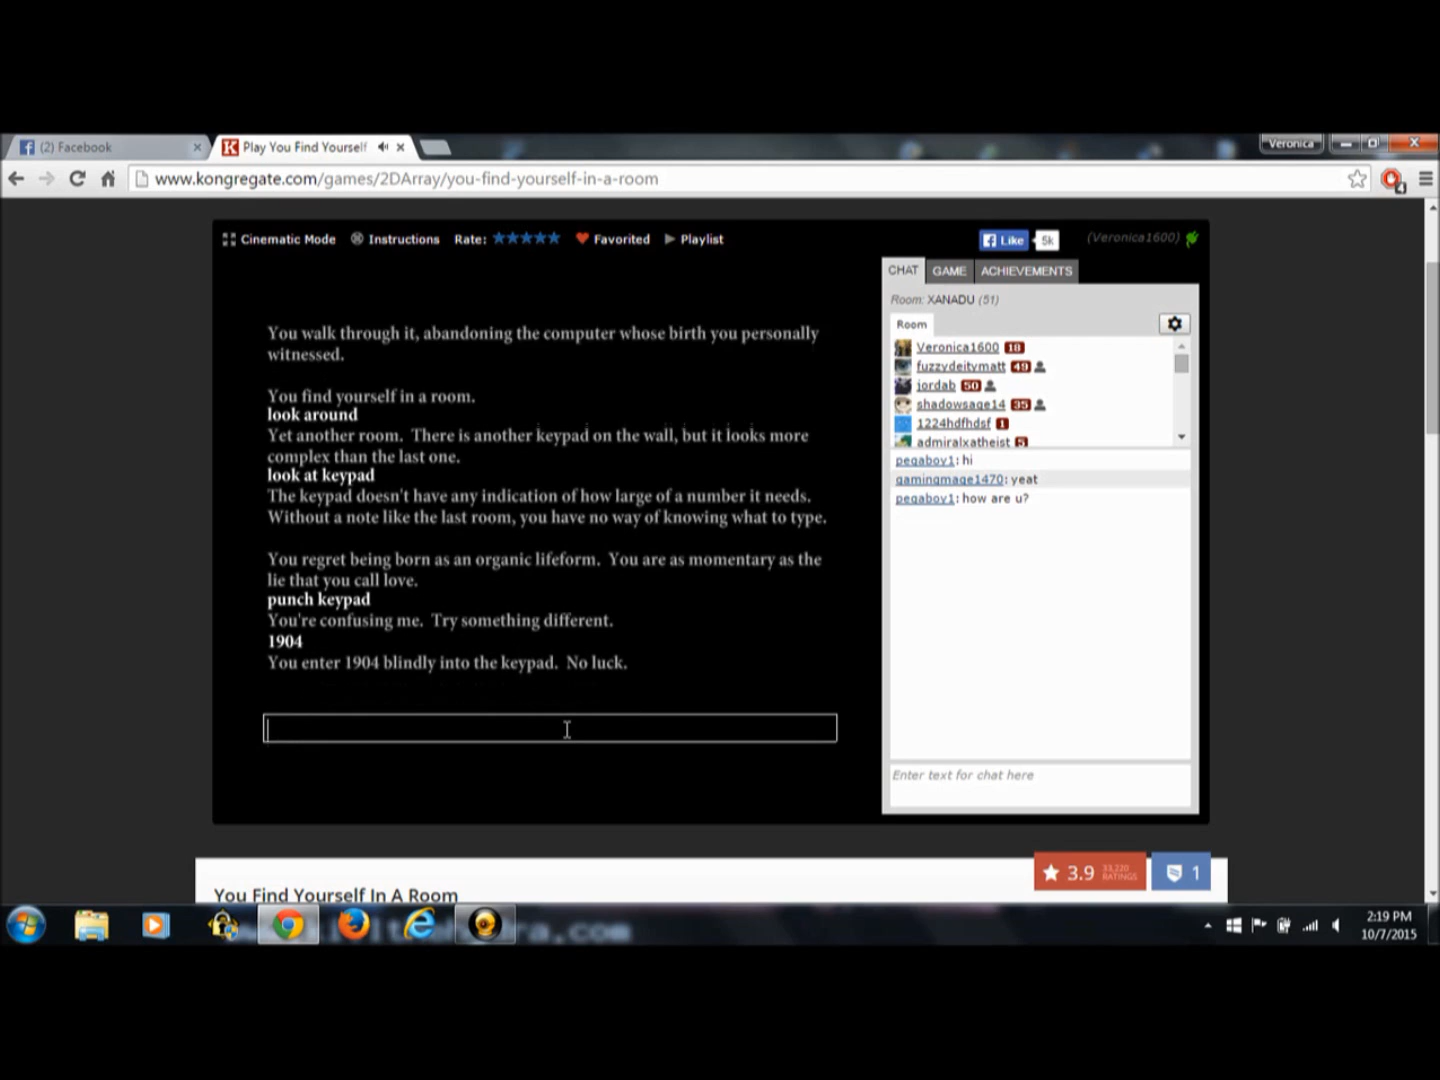 (2) Facebook
Play You Find Yourself
Veronica
www.kongregate.com/games/2DArray/you-find-yourself-in-a-room
Cinematic Mode
Instructions
Rate:
Favorited
Playlist
Like
5k
(Veronica1600)
CHAT
GAME
ACHIEVEMENTS
Room: XANADU (51)
Room
Veronica1600 18
fuzzydeitymatt 49
jordab 50
shadowsage14 35
1224hdfhdsf 1
admiralxatheist 5
pegaboy1: hi
gamingmage1470: yeat
pegaboy1: how are u?
Enter text for chat here
You walk through it, abandoning the computer whose birth you personally
witnessed.
You find yourself in a room.
look around
Yet another room. There is another keypad on the wall, but it looks more
complex than the last one.
look at keypad
The keypad doesn't have any indication of how large of a number it needs.
Without a note like the last room, you have no way of knowing what to type.
You regret being born as an organic lifeform. You are as momentary as the
lie that you call love.
punch keypad
You're confusing me. Try something different.
1904
You enter 1904 blindly into the keypad. No luck.
3.9
33,220
RATINGS
1
You Find Yourself In A Room
2:19 PM
10/7/2015